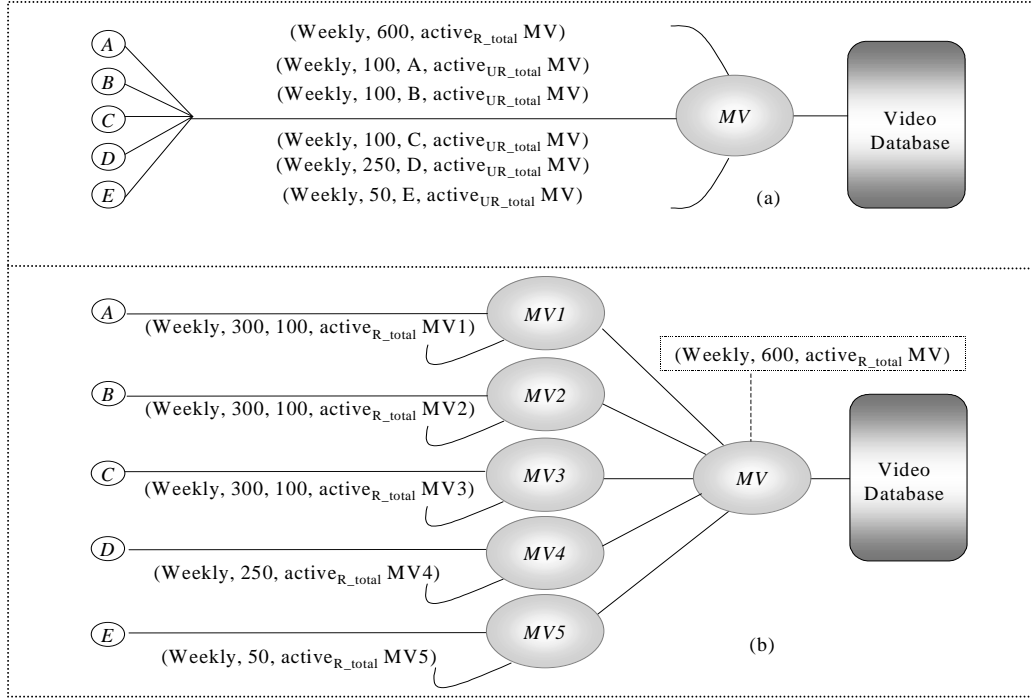 A
B
C
D
E
(Weekly, 600, active_R_total MV)
(Weekly, 100, A, active_UR_total MV)
(Weekly, 100, B, active_UR_total MV)
(Weekly, 100, C, active_UR_total MV)
(Weekly, 250, D, active_UR_total MV)
(Weekly, 50, E, active_UR_total MV)
MV
Video
Database
(a)
A
(Weekly, 300, 100, active_R_total MV1)
MV1
B
(Weekly, 300, 100, active_R_total MV2)
MV2
C
(Weekly, 300, 100, active_R_total MV3)
MV3
D
(Weekly, 250, active_R_total MV4)
MV4
E
(Weekly, 50, active_R_total MV5)
MV5
(Weekly, 600, active_R_total MV)
MV
Video
Database
(b)